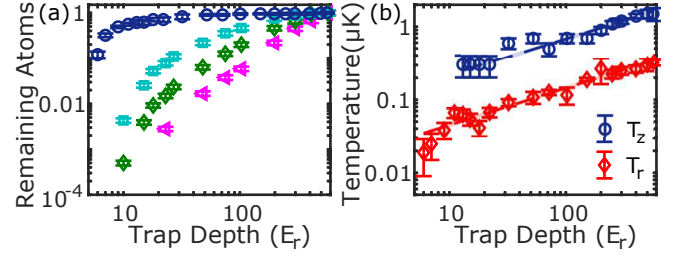 (a)
1
0.01
10^-4
Remaining Atoms
10
100
Trap Depth (E_r)
(b)
1
0.1
0.01
Temperature(μK)
10
100
Trap Depth (E_r)
T_z
T_r